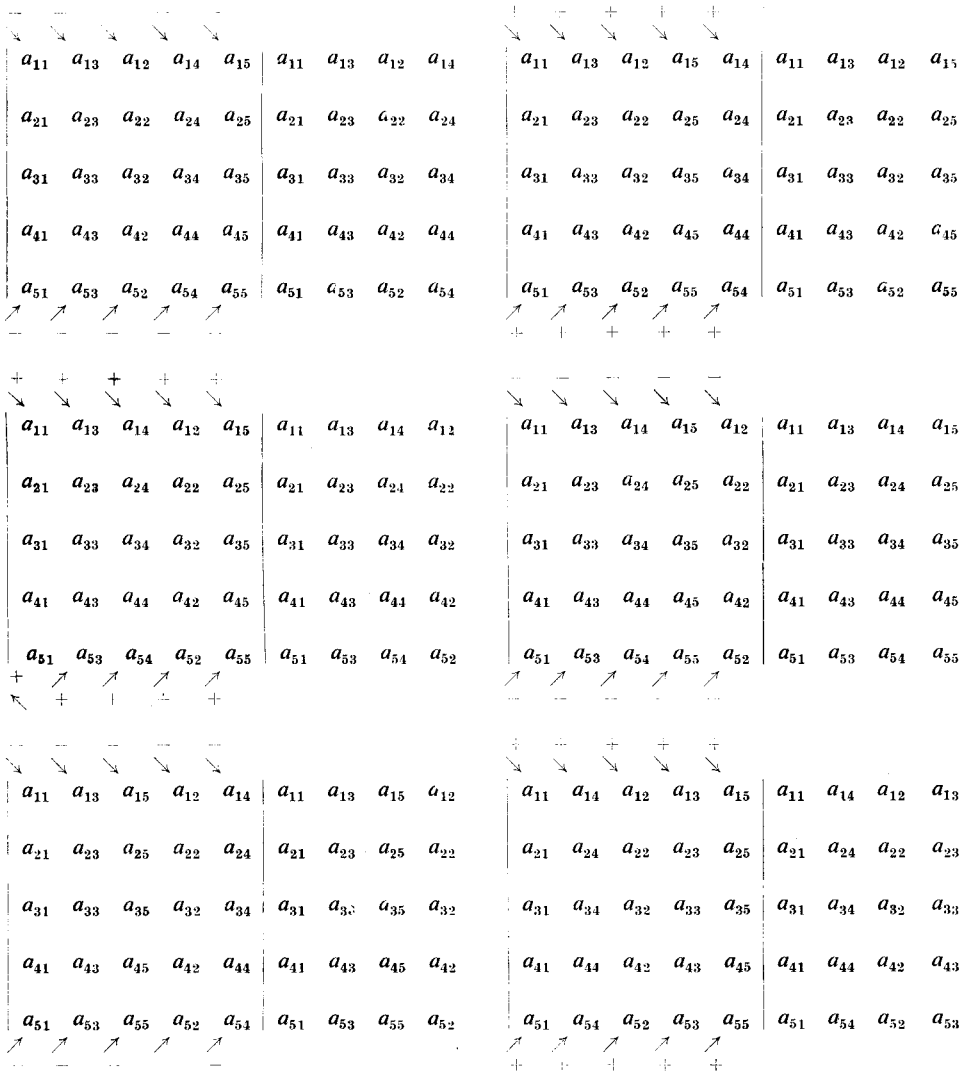 − − − − −
↘ ↘ ↘ ↘ ↘
a11 a13 a12 a14 a15 | a11 a13 a12 a14
a21 a23 a22 a24 a25 | a21 a23 a22 a24
a31 a33 a32 a34 a35 | a31 a33 a32 a34
a41 a43 a42 a44 a45 | a41 a43 a42 a44
a51 a53 a52 a54 a55 | a51 a53 a52 a54
↗ ↗ ↗ ↗ ↗
− − − − −
+ + + + +
↘ ↘ ↘ ↘ ↘
a11 a13 a12 a15 a14 | a11 a13 a12 a15
a21 a23 a22 a25 a24 | a21 a23 a22 a25
a31 a33 a32 a35 a34 | a31 a33 a32 a35
a41 a43 a42 a45 a44 | a41 a43 a42 a45
a51 a53 a52 a55 a54 | a51 a53 a52 a55
↗ ↗ ↗ ↗ ↗
+ + + + +
+ + + + +
↘ ↘ ↘ ↘ ↘
a11 a13 a14 a12 a15 | a11 a13 a14 a12
a21 a23 a24 a22 a25 | a21 a23 a24 a22
a31 a33 a34 a32 a35 | a31 a33 a34 a32
a41 a43 a44 a42 a45 | a41 a43 a44 a42
a51 a53 a54 a52 a55 | a51 a53 a54 a52
+ ↗ ↗ ↗ ↗
↖ + + + +
− − − − −
↘ ↘ ↘ ↘ ↘
a11 a13 a14 a15 a12 | a11 a13 a14 a15
a21 a23 a24 a25 a22 | a21 a23 a24 a25
a31 a33 a34 a35 a32 | a31 a33 a34 a35
a41 a43 a44 a45 a42 | a41 a43 a44 a45
a51 a53 a54 a55 a52 | a51 a53 a54 a55
↗ ↗ ↗ ↗ ↗
− − − − −
− − − − −
↘ ↘ ↘ ↘ ↘
a11 a13 a15 a12 a14 | a11 a13 a15 a12
a21 a23 a25 a22 a24 | a21 a23 a25 a22
a31 a33 a35 a32 a34 | a31 a33 a35 a32
a41 a43 a45 a42 a44 | a41 a43 a45 a42
a51 a53 a55 a52 a54 | a51 a53 a55 a52
↗ ↗ ↗ ↗ ↗
− − − − −
+ + + + +
↘ ↘ ↘ ↘ ↘
a11 a14 a12 a13 a15 | a11 a14 a12 a13
a21 a24 a22 a23 a25 | a21 a24 a22 a23
a31 a34 a32 a33 a35 | a31 a34 a32 a33
a41 a44 a42 a43 a45 | a41 a44 a42 a43
a51 a54 a52 a53 a55 | a51 a54 a52 a53
↗ ↗ ↗ ↗ ↗
+ + + + +